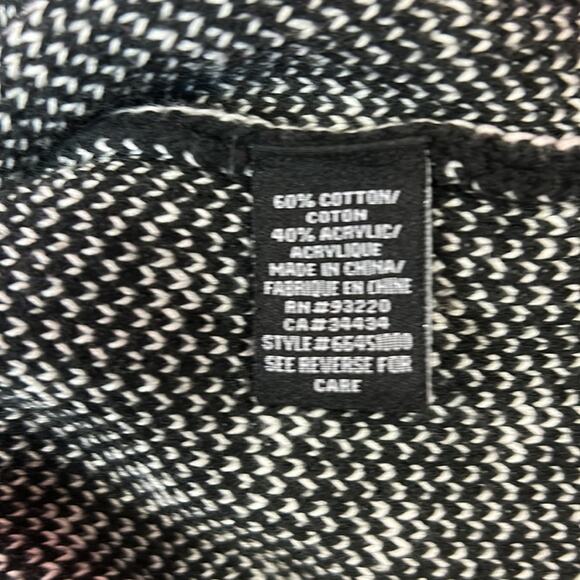 60% COTTON/
COTON
40% ACRYLIC/
ACRYLIQUE
MADE IN CHINA/
FABRIQUE EN CHINE
RN#93220
CA#34434
STYLE#
SEE REVERSE FOR
CARE